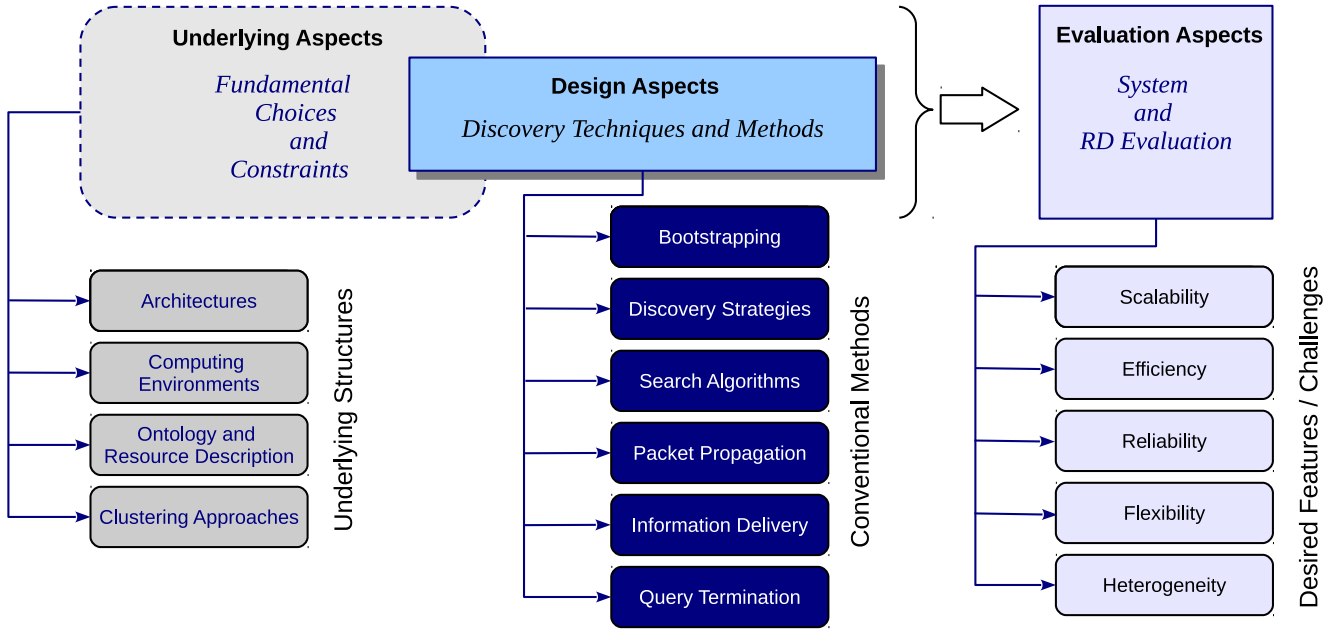 Underlying Aspects
Fundamental
Choices
and
Constraints
Design Aspects
Discovery Techniques and Methods
Evaluation Aspects
System
and
RD Evaluation
Architectures
Computing
Environments
Ontology and
Resource Description
Clustering Approaches
Underlying Structures
Bootstrapping
Discovery Strategies
Search Algorithms
Packet Propagation
Information Delivery
Query Termination
Conventional Methods
Scalability
Efficiency
Reliability
Flexibility
Heterogeneity
Desired Features / Challenges